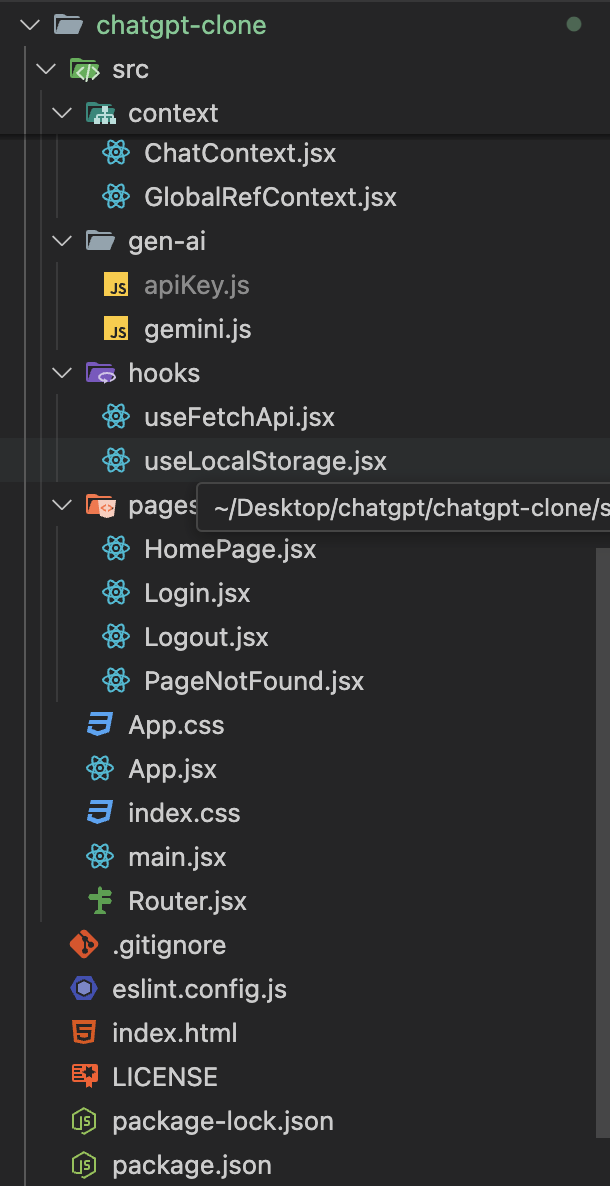 chatgpt-clone
src
context
ChatContext.jsx
GlobalRefContext.jsx
gen-ai
JS apiKey.js
JS gemini.js
hooks
useFetchApi.jsx
useLocalStorage.jsx
pages
~/Desktop/chatgpt/chatgpt-clone/s
HomePage.jsx
Login.jsx
Logout.jsx
PageNotFound.jsx
App.css
App.jsx
index.css
main.jsx
Router.jsx
.gitignore
eslint.config.js
index.html
LICENSE
package-lock.json
package.json